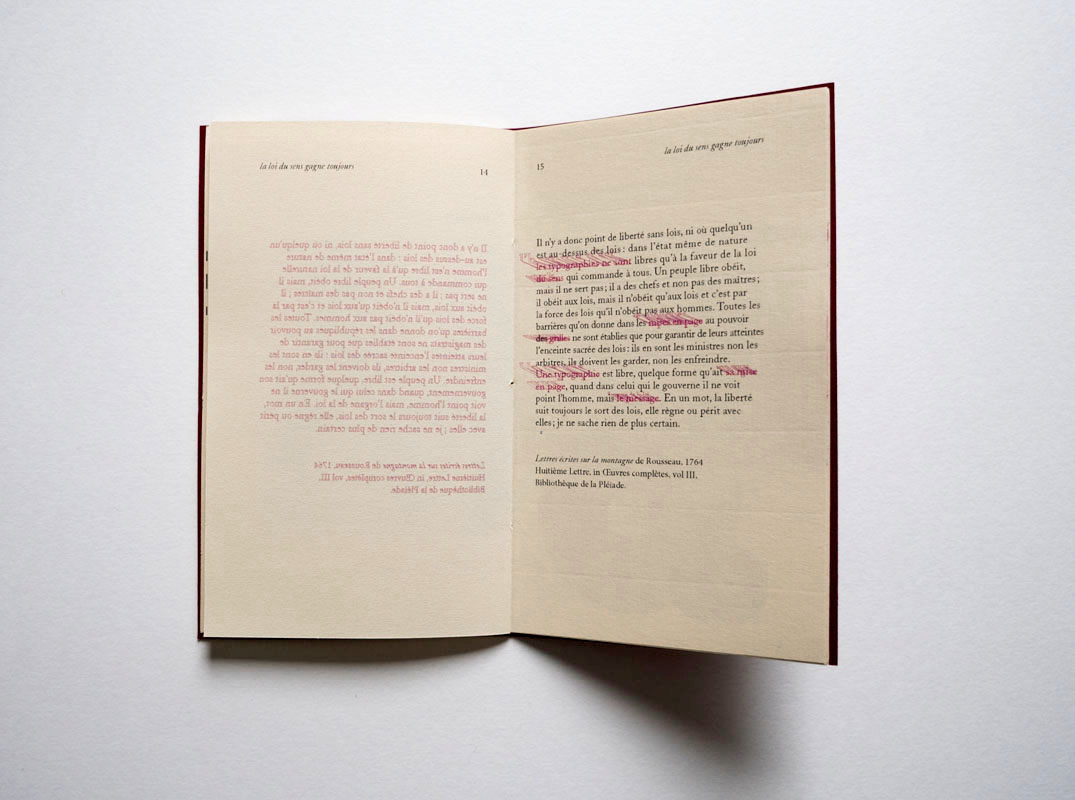 la loi du sens gagne toujours
14
Il n'y a donc point de liberté sans lois, ni où quelqu'un
est au-dessus des lois : dans l'état même de nature
l'homme n'est libre qu'à la faveur de la loi naturelle
qui commande à tous. Un peuple libre obéit, mais il
ne sert pas ; il a des chefs et non pas des maîtres ; il
obéit aux lois, mais il n'obéit qu'aux lois et c'est par la
force des lois qu'il n'obéit pas aux hommes. Toutes les
barrières qu'on donne dans les républiques au pouvoir
des magistrats ne sont établies que pour garantir de
leurs atteintes l'enceinte sacrée des lois : ils en sont les
ministres non les arbitres, ils doivent les garder, non les
enfreindre. Un peuple est libre, quelque forme qu'ait son
gouvernement, quand dans celui qui le gouverne il ne
voit point l'homme, mais l'organe de la loi. En un mot,
la liberté suit toujours le sort des lois, elle règne ou périt
avec elles ; je ne sache rien de plus certain.
Lettres écrites sur la montagne de Rousseau, 1764
Huitième Lettre, in Œuvres complètes, vol III,
Bibliothèque de la Pléiade.
15
la loi du sens gagne toujours
Il n'y a donc point de liberté sans lois, ni où quelqu'un
est au-dessus des lois : dans l'état même de nature
les typographies ne sont libres qu'à la faveur de la loi
du sens qui commande à tous. Un peuple libre obéit,
mais il ne sert pas ; il a des chefs et non pas des maîtres ;
il obéit aux lois, mais il n'obéit qu'aux lois et c'est par
la force des lois qu'il n'obéit pas aux hommes. Toutes les
barrières qu'on donne dans les mises en page au pouvoir
des grilles ne sont établies que pour garantir de leurs atteintes
l'enceinte sacrée des lois : ils en sont les ministres non les
arbitres, ils doivent les garder, non les enfreindre.
Une typographie est libre, quelque forme qu'ait sa mise
en page, quand dans celui qui le gouverne il ne voit
point l'homme, mais le message. En un mot, la liberté
suit toujours le sort des lois, elle règne ou périt avec
elles ; je ne sache rien de plus certain.
Lettres écrites sur la montagne de Rousseau, 1764
Huitième Lettre, in Œuvres complètes, vol III,
Bibliothèque de la Pléiade.